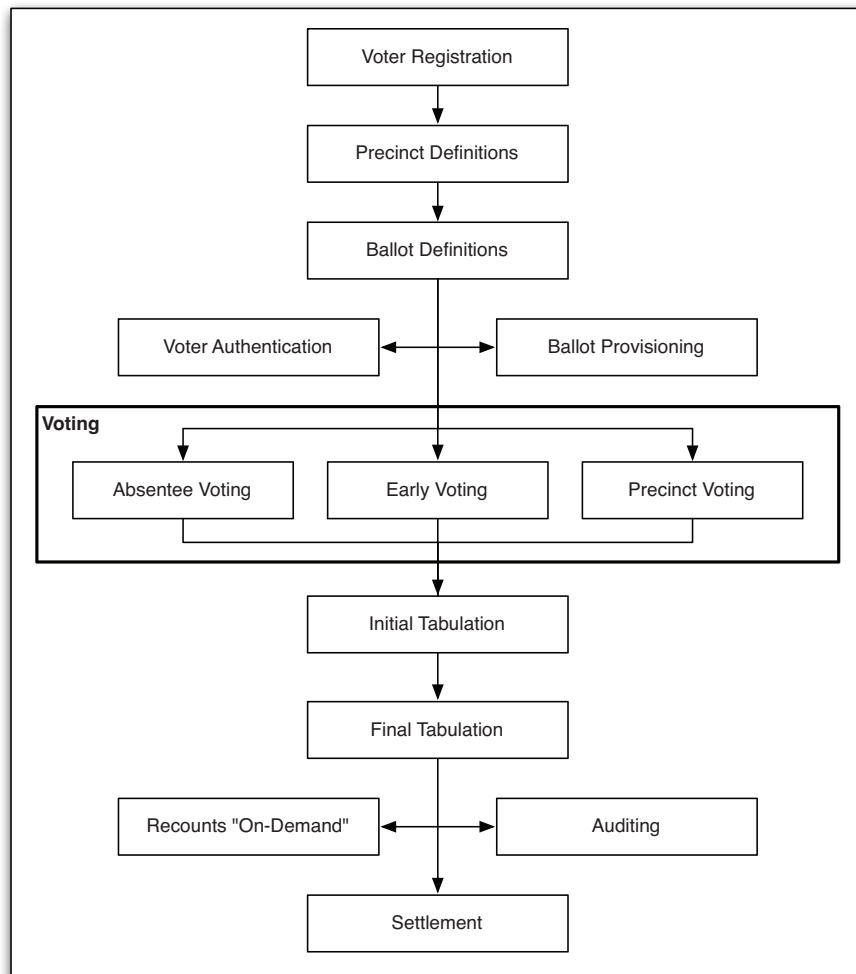 Voter Registration
Precinct Definitions
Ballot Definitions
Voter Authentication
Ballot Provisioning
Voting
Absentee Voting
Early Voting
Precinct Voting
Initial Tabulation
Final Tabulation
Recounts "On-Demand"
Auditing
Settlement